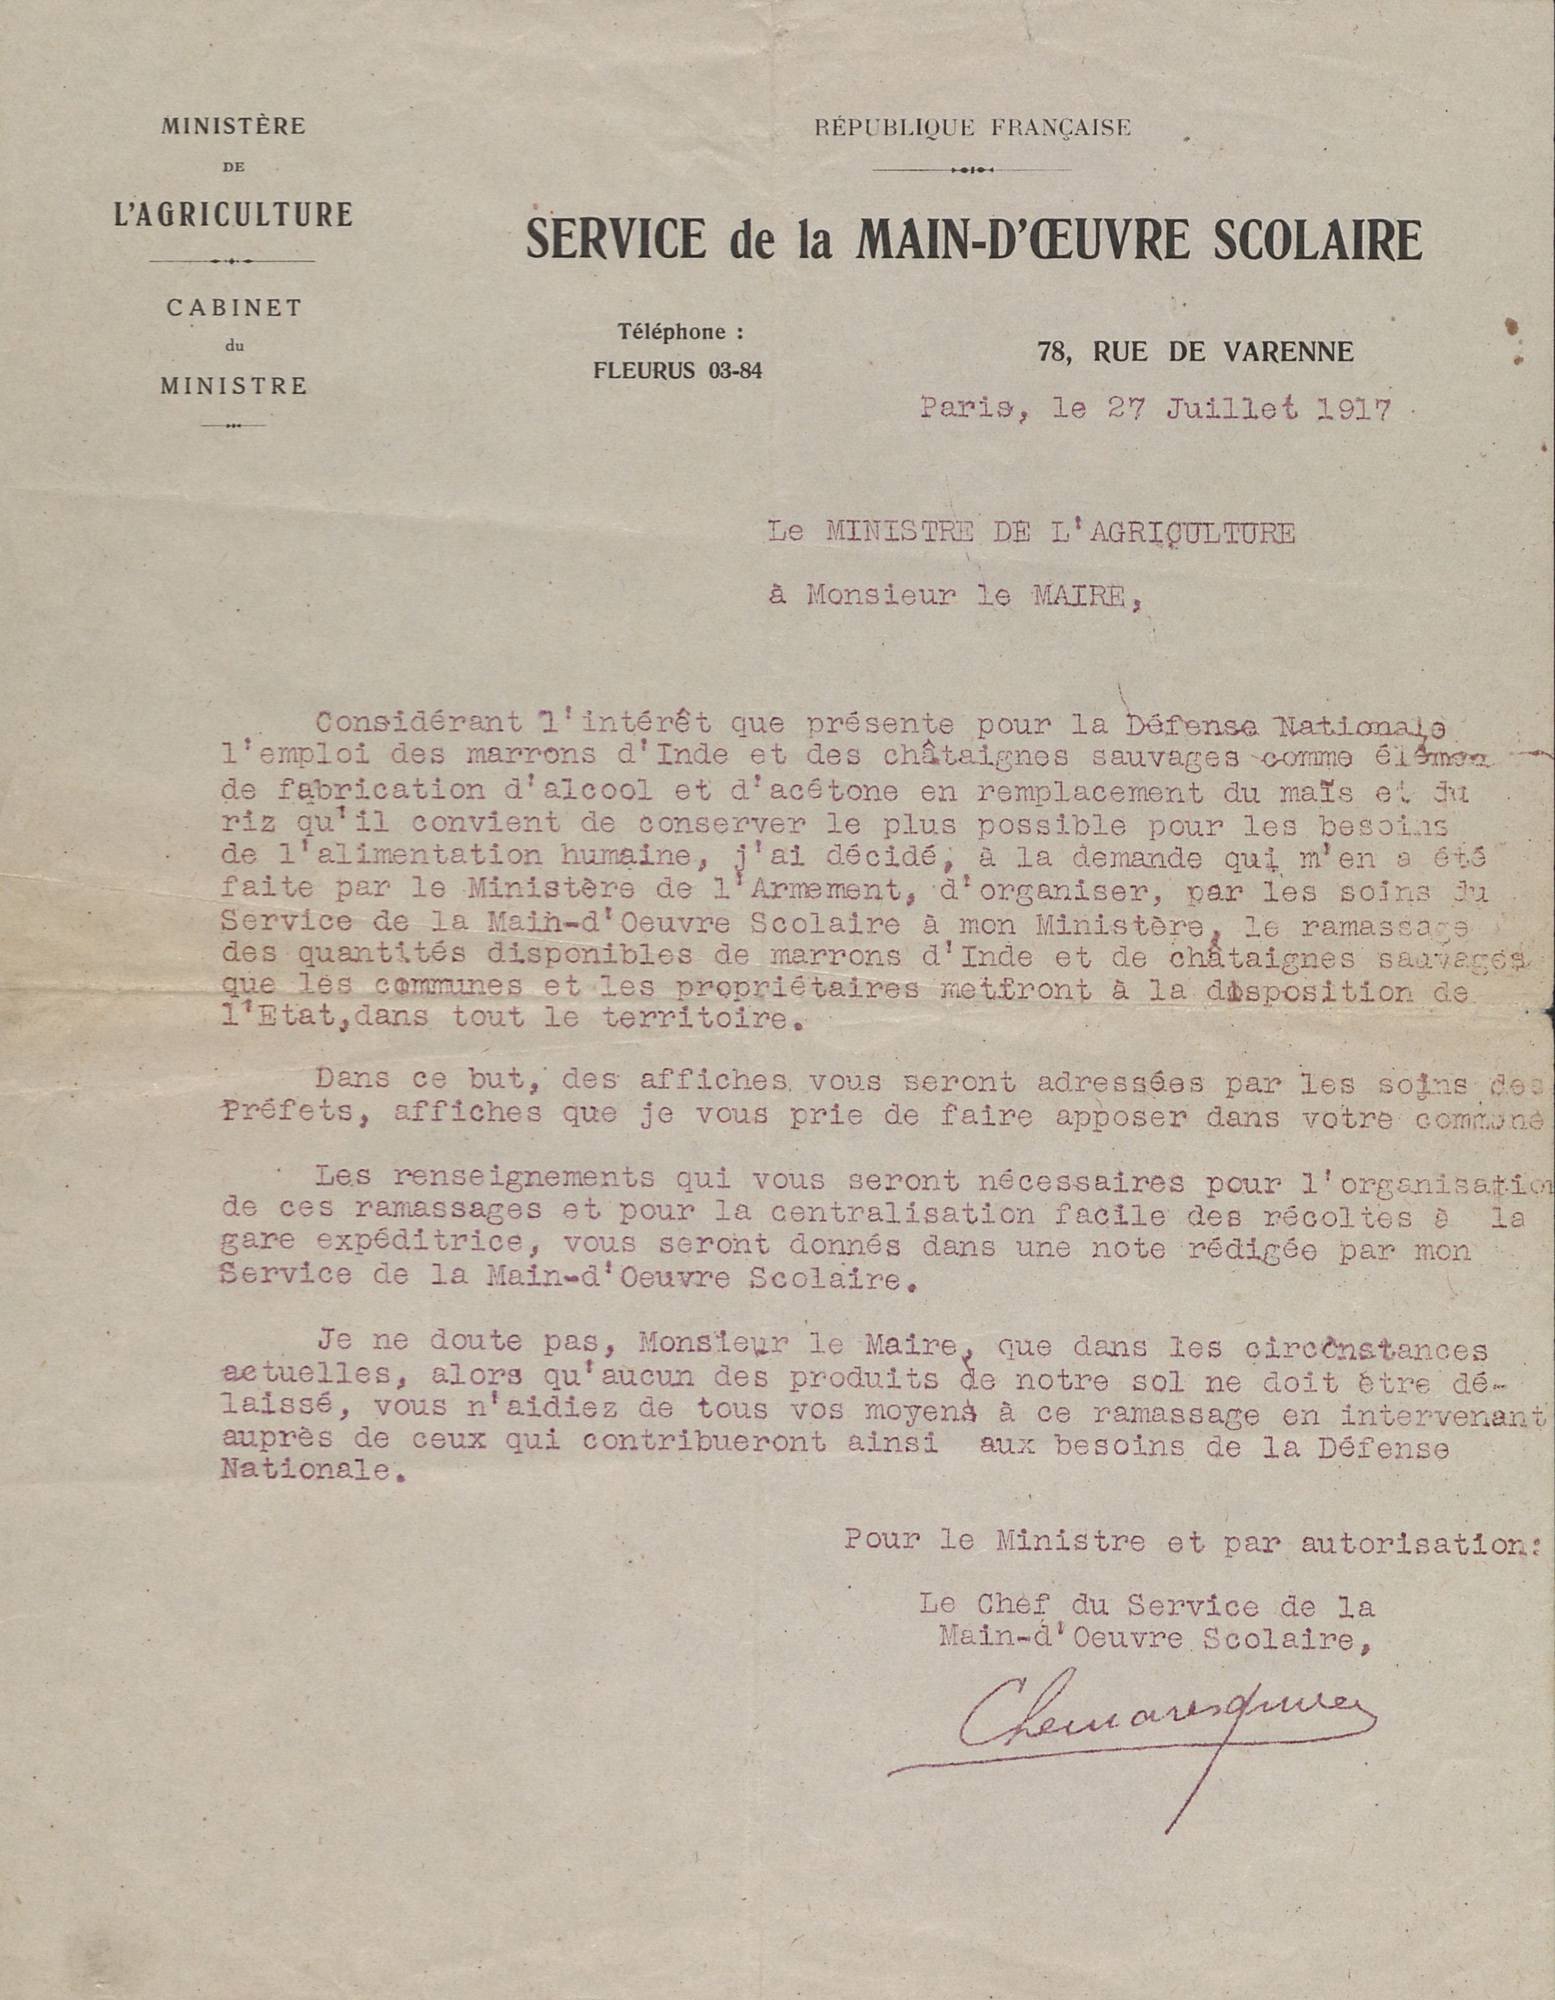 MINISTÈRE
DE
L'AGRICULTURE
CABINET
du
MINISTRE
RÉPUBLIQUE FRANÇAISE
SERVICE de la MAIN-D'ŒUVRE SCOLAIRE
Téléphone :
FLEURUS 03-84
78, RUE DE VARENNE
Paris, le 27 Juillet 1917
Le MINISTRE DE L'AGRICULTURE
à Monsieur le MAIRE,
Considérant l'intérêt que présente pour la Défense Nationale
l'emploi des marrons d'Inde et des châtaignes sauvages comme élémen
de fabrication d'alcool et d'acétone en remplacement du maïs et du
riz qu'il convient de conserver le plus possible pour les besoins
de l'alimentation humaine, j'ai décidé, à la demande qui m'en a été
faite par le Ministère de l'Armement, d'organiser, par les soins du
Service de la Main-d'Oeuvre Scolaire à mon Ministère, le ramassage
des quantités disponibles de marrons d'Inde et de châtaignes sauvages
que les communes et les propriétaires mettront à la disposition de
l'Etat,dans tout le territoire.
Dans ce but, des affiches vous seront adressées par les soins des
Préfets, affiches que je vous prie de faire apposer dans votre commune
Les renseignements qui vous seront nécessaires pour l'organisation
de ces ramassages et pour la centralisation facile des récoltes à la
gare expéditrice, vous seront donnés dans une note rédigée par mon
Service de la Main-d'Oeuvre Scolaire.
Je ne doute pas, Monsieur le Maire, que dans les circonstances
actuelles, alors qu'aucun des produits de notre sol ne doit être dé-
laissé, vous n'aidiez de tous vos moyens à ce ramassage en intervenant
auprès de ceux qui contribueront ainsi aux besoins de la Défense
Nationale.
Pour le Ministre et par autorisation:
Le Chef du Service de la
Main-d'Oeuvre Scolaire,